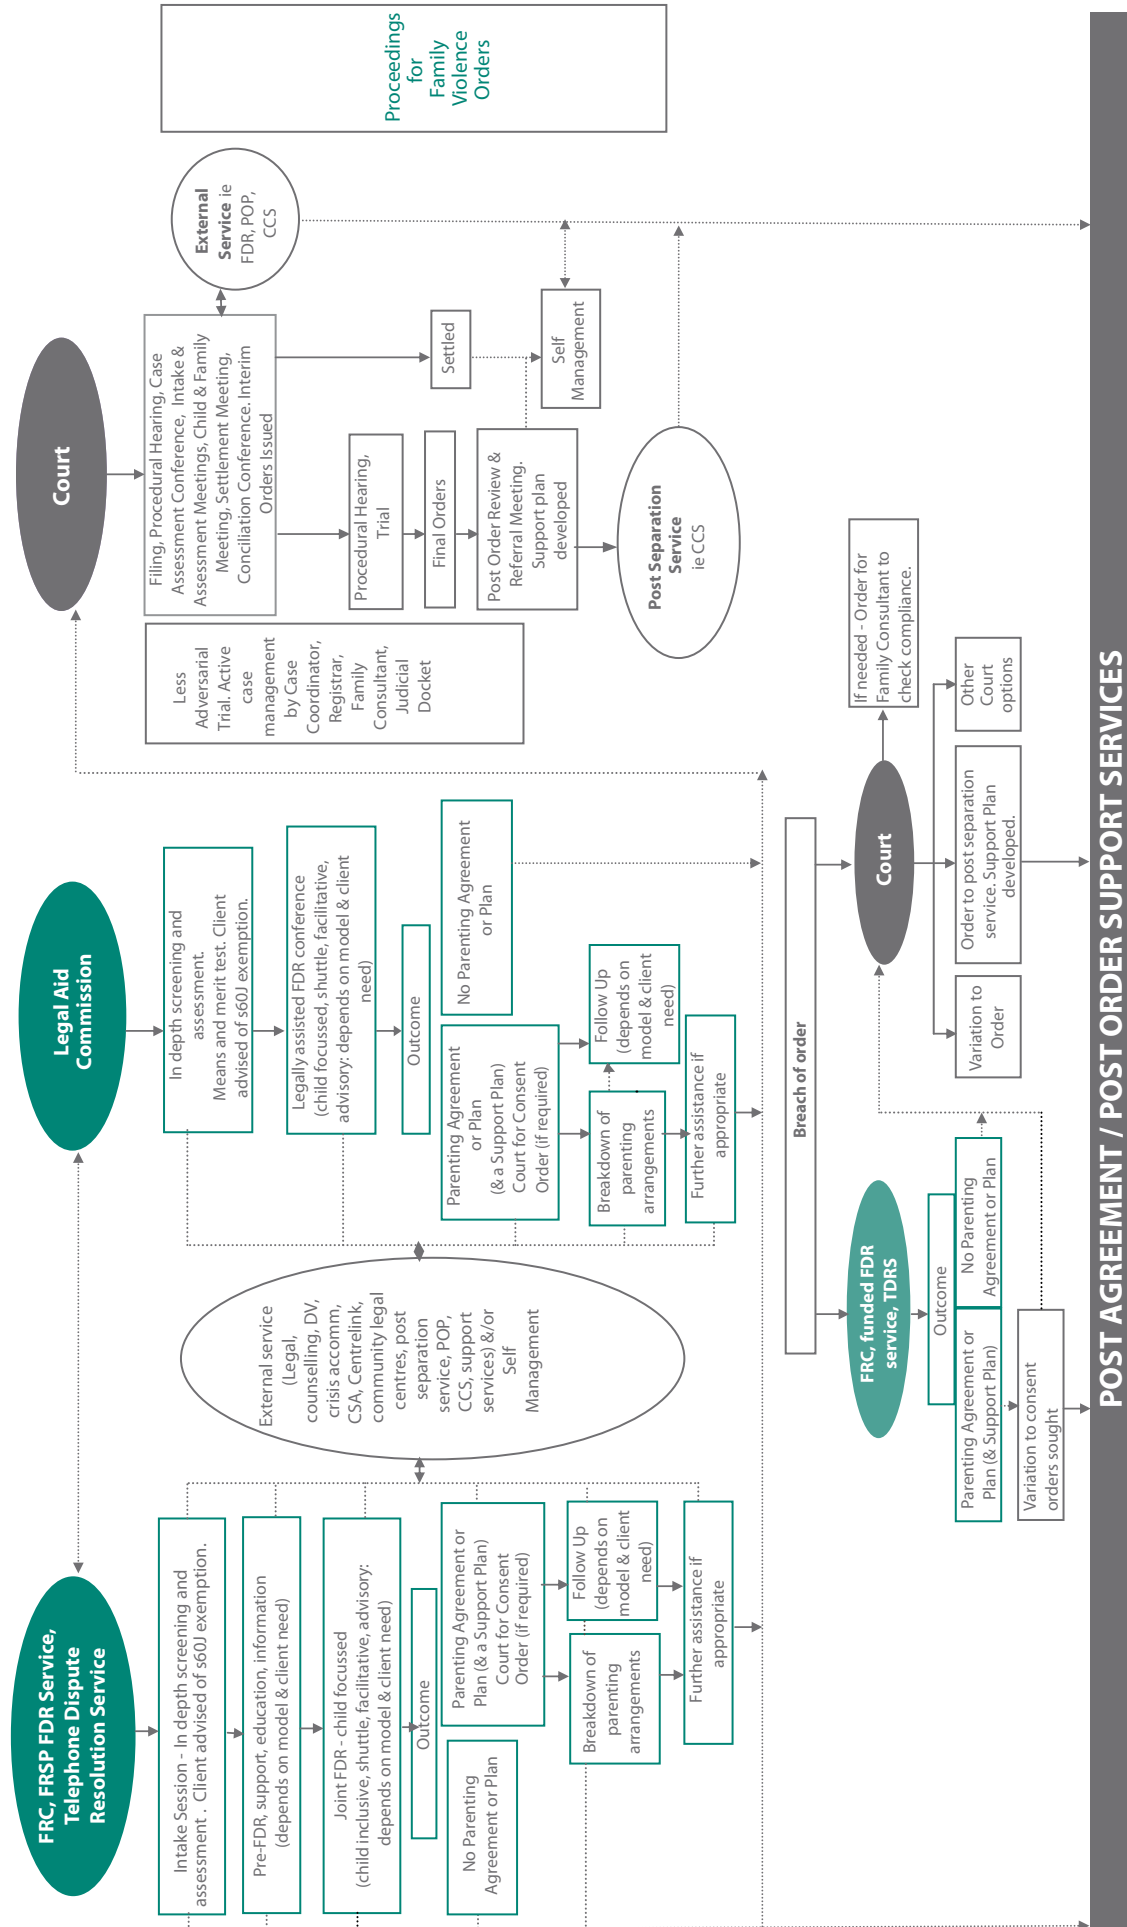 FRC, FRSP FDR Service,
Telephone Dispute
Resolution Service
Intake Session - In depth screening and
assessment . Client advised of s60J exemption.
Pre-FDR, support, education, information
(depends on model & client need)
Joint FDR - child focussed
(child inclusive, shuttle, facilitative, advisory:
depends on model & client need)
Outcome
No Parenting
Agreement or Plan
Parenting Agreement or
Plan (& a Support Plan)
Court for Consent
Order (if required)
Breakdown of
parenting
arrangements
Follow Up
(depends on
model & client
need)
Further assistance if
appropriate
External service
(Legal,
counselling, DV,
crisis accomm,
CSA, Centrelink,
community legal
centres, post
separation
service, POP,
CCS, support
services) &/or
Self
Management
Legal Aid
Commission
In depth screening and
assessment.
Means and merit test. Client
advised of s60J exemption.
Legally assisted FDR conference
(child focussed, shuttle, facilitative,
advisory: depends on model & client
need)
Outcome
Parenting Agreement
or Plan
(& a Support Plan)
Court for Consent
Order (if required)
No Parenting Agreement
or Plan
Breakdown of
parenting
arrangements
Follow Up
(depends on
model & client
need)
Further assistance if
appropriate
Court
Less
Adversarial
Trial. Active
case
management
by Case
Coordinator,
Registrar,
Family
Consultant,
Judicial
Docket
Filing, Procedural Hearing, Case
Assessment Conference, Intake &
Assessment Meetings, Child & Family
Meeting, Settlement Meeting,
Conciliation Conference. Interim
Orders Issued
External
Service ie
FDR, POP,
CCS
Procedural Hearing,
Trial
Final Orders
Settled
Post Order Review &
Referral Meeting.
Support plan
developed
Self
Management
Post Separation
Service
ie CCS
Proceedings
for
Family
Violence
Orders
Breach of order
FRC, funded FDR
service, TDRS
Outcome
Parenting Agreement or
Plan (& Support Plan)
No Parenting
Agreement or Plan
Variation to consent
orders sought
Court
If needed - Order for
Family Consultant to
check compliance.
Variation to
Order
Order to post separation
service. Support Plan
developed.
Other
Court
options
POST AGREEMENT / POST ORDER SUPPORT SERVICES